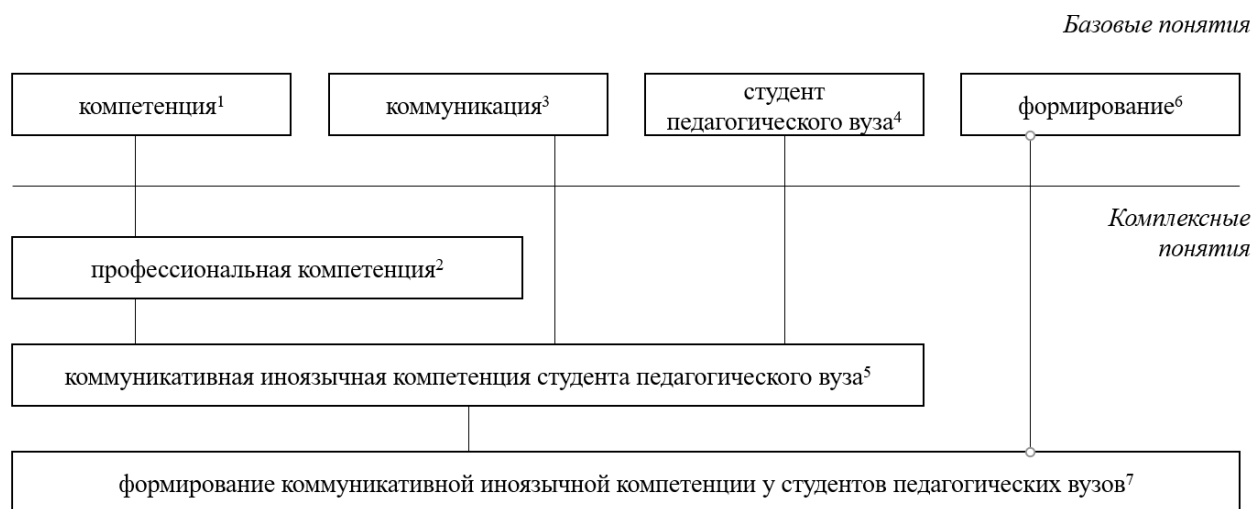 Базовые понятия
компетенция¹
коммуникация³
студент
педагогического вуза⁴
формирование⁶
Комплексные
понятия
профессиональная компетенция²
коммуникативная иноязычная компетенция студента педагогического вуза⁵
формирование коммуникативной иноязычной компетенции у студентов педагогических вузов⁷